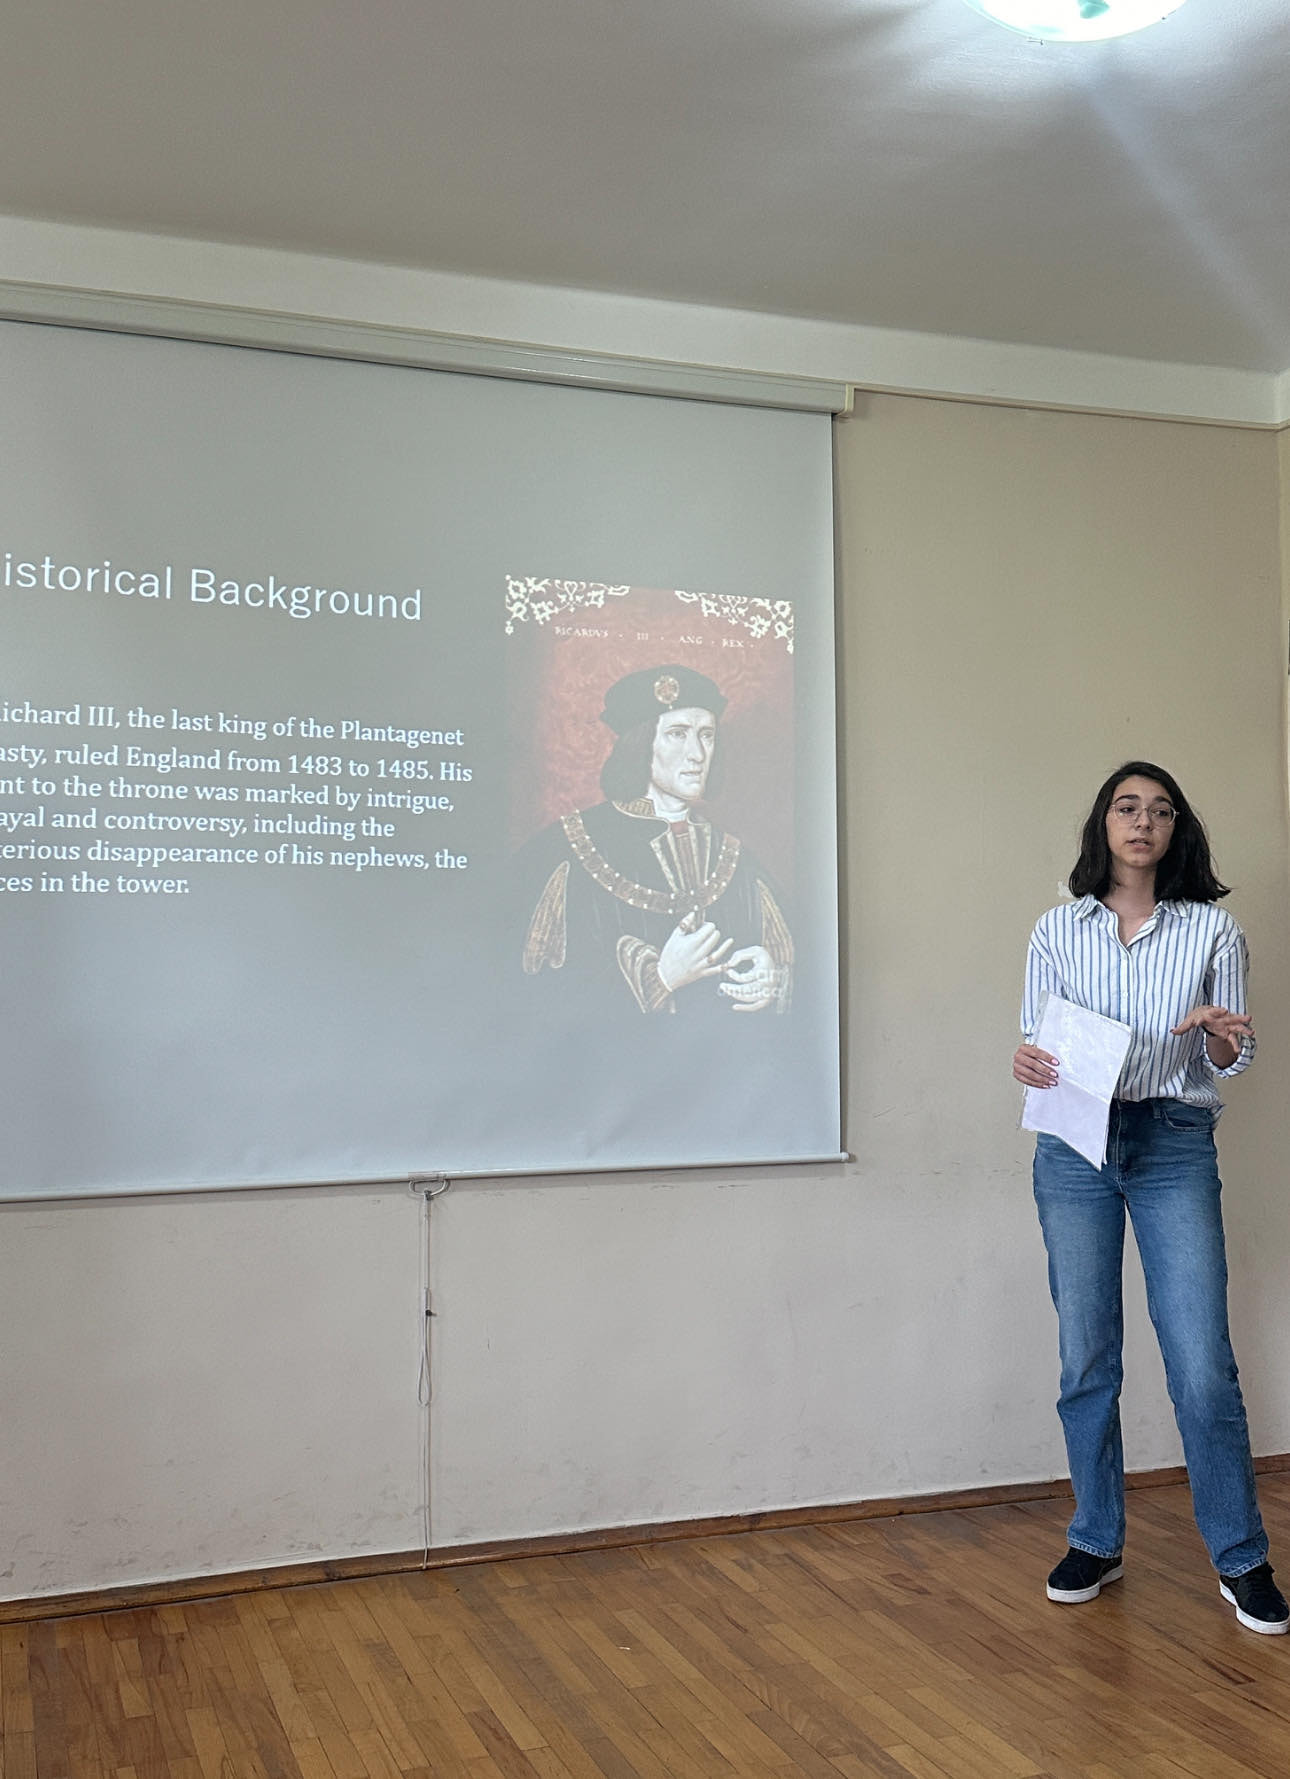 istorical Background
RICARDVS · III · ANG · REX ·
ichard III, the last king of the Plantagenet
asty, ruled England from 1483 to 1485. His
nt to the throne was marked by intrigue,
ayal and controversy, including the
terious disappearance of his nephews, the
ces in the tower.